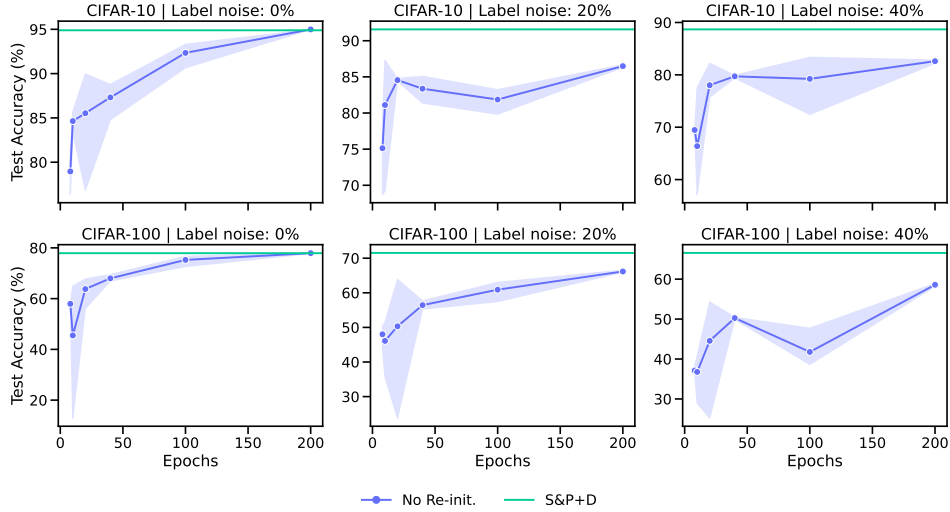 CIFAR-10 | Label noise: 0%
CIFAR-10 | Label noise: 20%
CIFAR-10 | Label noise: 40%
Test Accuracy (%)
95
90
85
80
90
85
80
75
70
90
80
70
60
CIFAR-100 | Label noise: 0%
CIFAR-100 | Label noise: 20%
CIFAR-100 | Label noise: 40%
Test Accuracy (%)
80
60
40
20
70
60
50
40
30
60
50
40
30
0 50 100 150 200
0 50 100 150 200
0 50 100 150 200
Epochs
Epochs
Epochs
No Re-init.
S&P+D